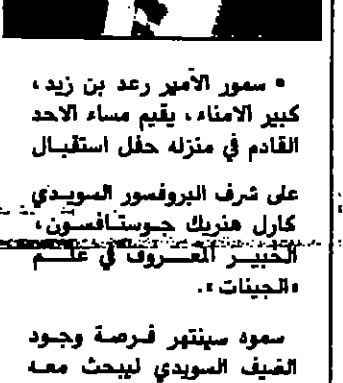 • سمور الأمير رعد بن زيد،
كبير الامناء، يقيم مساء الاحد
القادم في منزله حفل استقبال
على شرف البروفسور السويدي
كارل هنريك جوستافسون،
الخبير المعروف في علم
«الجينات».
سموه سينتهر فرصة وجود
الضيف السويدي ليبحث معه